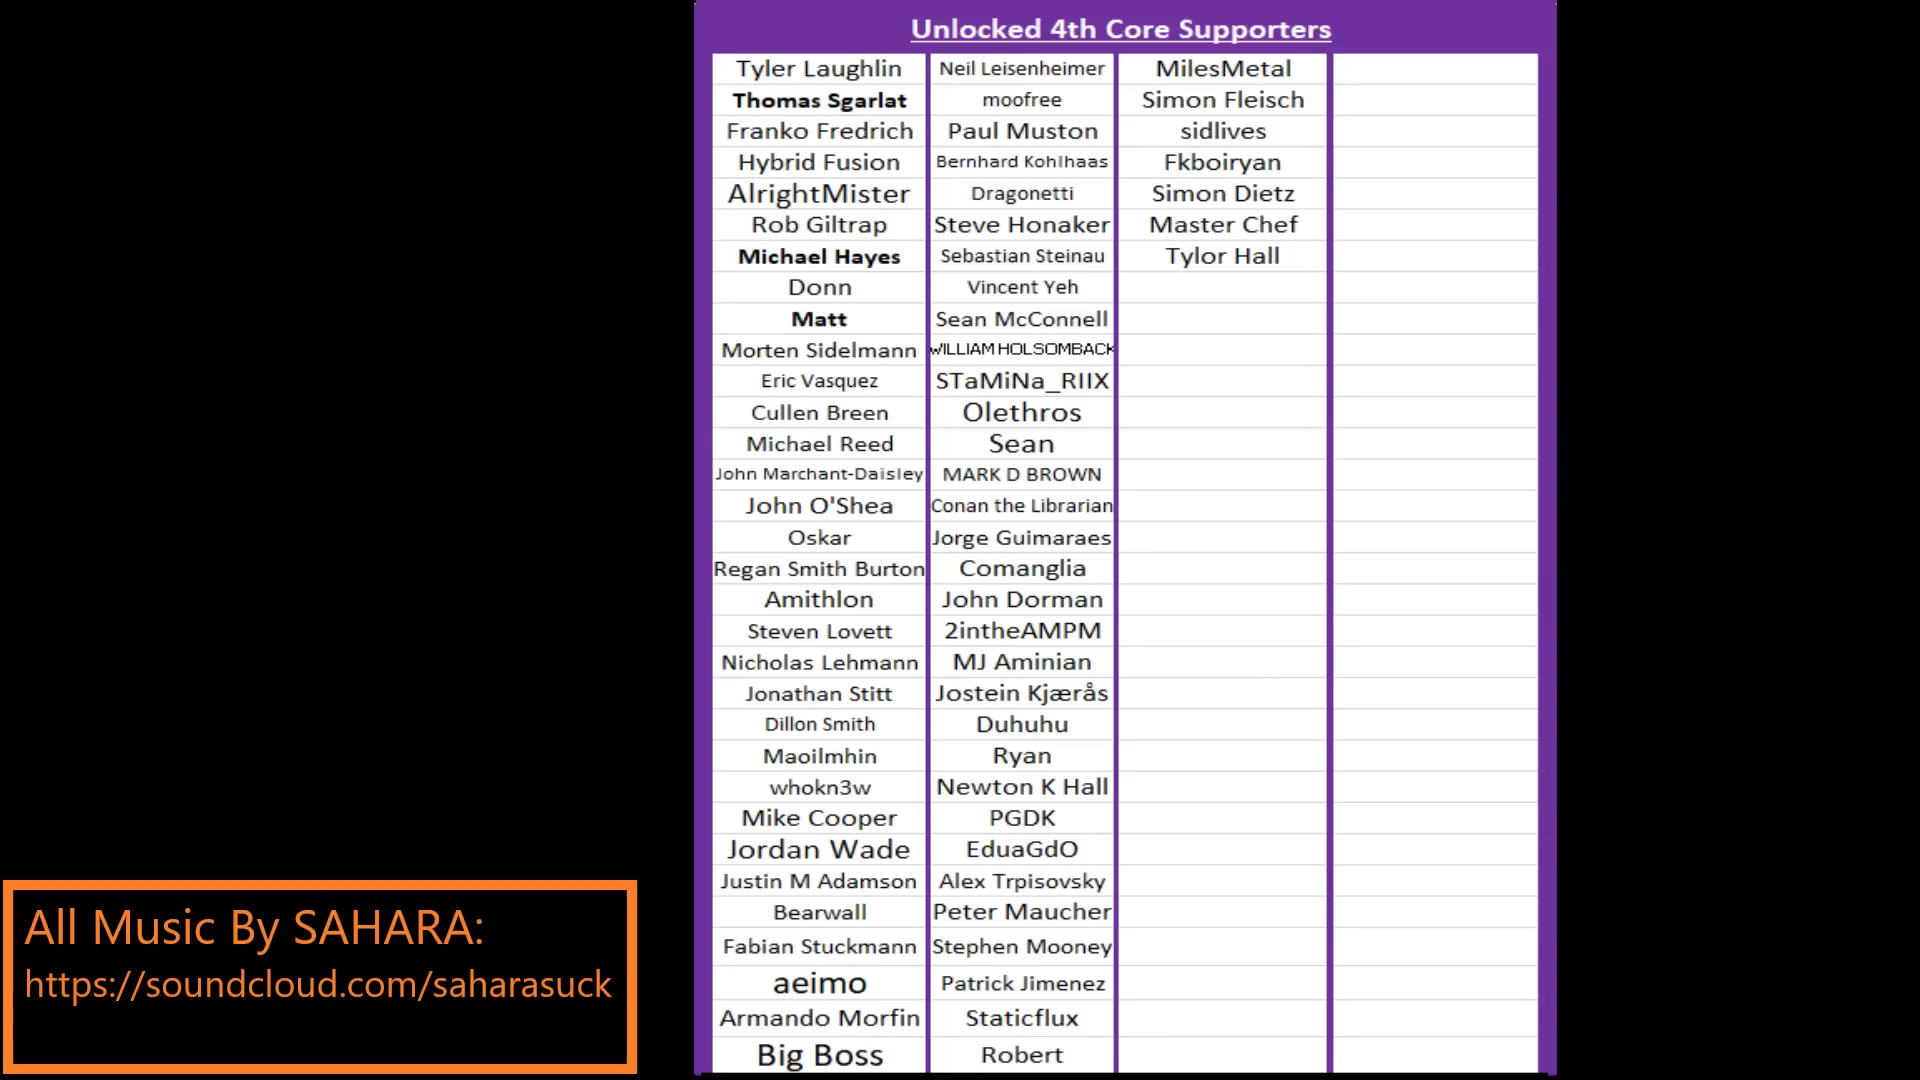 Unlocked 4th Core Supporters
Tyler Laughlin
Thomas Sgarlat
Franko Fredrich
Hybrid Fusion
AlrightMister
Rob Giltrap
Michael Hayes
Donn
Matt
Morten Sidelmann
Eric Vasquez
Cullen Breen
Michael Reed
John Marchant-Daisley
John O'Shea
Oskar
Regan Smith Burton
Amithlon
Steven Lovett
Nicholas Lehmann
Jonathan Stitt
Dillon Smith
Maoilmhin
whokn3w
Mike Cooper
Jordan Wade
Justin M Adamson
Bearwall
Fabian Stuckmann
aeimo
Armando Morfin
Big Boss
Neil Leisenheimer
moofree
Paul Muston
Bernhard Kohlhaas
Dragonetti
Steve Honaker
Sebastian Steinau
Vincent Yeh
Sean McConnell
WILLIAM HOLSOMBACK
STaMiNa_RIIX
Olethros
Sean
MARK D BROWN
Conan the Librarian
Jorge Guimaraes
Comanglia
John Dorman
2intheAMPM
MJ Aminian
Jostein Kjærås
Duhuhu
Ryan
Newton K Hall
PGDK
EduaGdO
Alex Trpisovsky
Peter Maucher
Stephen Mooney
Patrick Jimenez
Staticflux
Robert
MilesMetal
Simon Fleisch
sidlives
Fkboiryan
Simon Dietz
Master Chef
Tylor Hall
All Music By SAHARA:
https://soundcloud.com/saharasuck